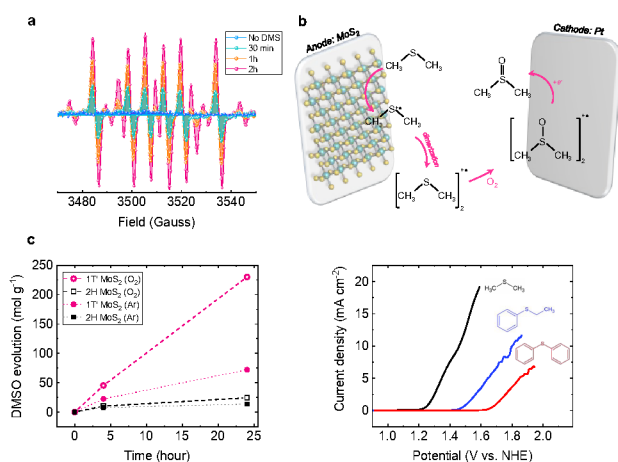 a
No DMS
30 min
1h
2h
3480 3500 3520 3540
Field (Gauss)
b
Anode: MoS2
Cathode: Pt
S
CH3 CH3
S••
CH3 CH3
Dimerization
[ S ]+•
CH3 CH3 2
O2
O
S
CH3 CH3
+e-
[ O ]+•
S
CH3 CH3 2
c
DMSO evolution (mol g-1)
250
200
150
100
50
0
1T' MoS2 (O2)
2H MoS2 (O2)
1T' MoS2 (Ar)
2H MoS2 (Ar)
0 5 10 15 20 25
Time (hour)
Current density (mA cm-2)
20
15
10
5
0
H3C S CH3
S CH3
S
1.0 1.2 1.4 1.6 1.8 2.0
Potential (V vs. NHE)